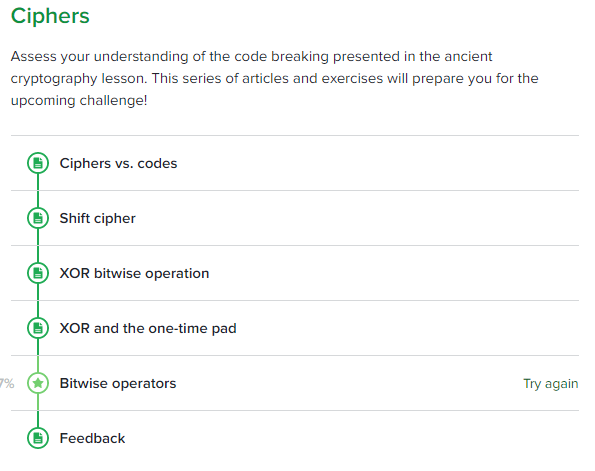 Ciphers
Assess your understanding of the code breaking presented in the ancient
cryptography lesson. This series of articles and exercises will prepare you for the
upcoming challenge!
Ciphers vs. codes
Shift cipher
XOR bitwise operation
XOR and the one-time pad
Bitwise operators Try again
Feedback